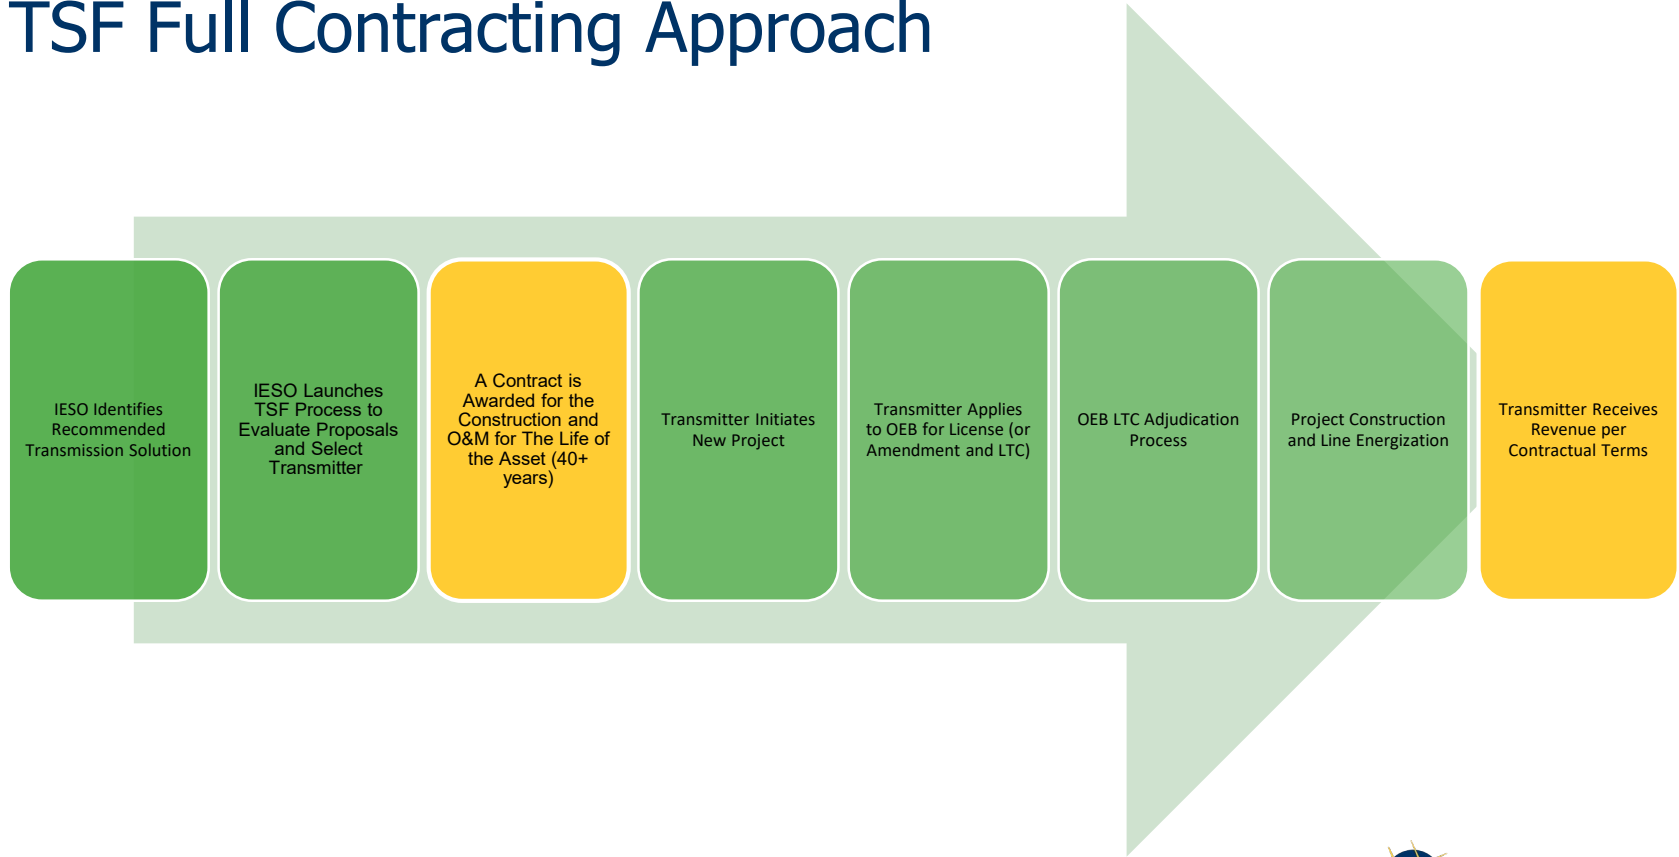 TSF Full Contracting Approach
IESO Identifies
Recommended
Transmission Solution
IESO Launches
TSF Process to
Evaluate Proposals
and Select
Transmitter
A Contract is
Awarded for the
Construction and
O&M for The Life of
the Asset (40+
years)
Transmitter Initiates
New Project
Transmitter Applies
to OEB for License (or
Amendment and LTC)
OEB LTC Adjudication
Process
Project Construction
and Line Energization
Transmitter Receives
Revenue per
Contractual Terms